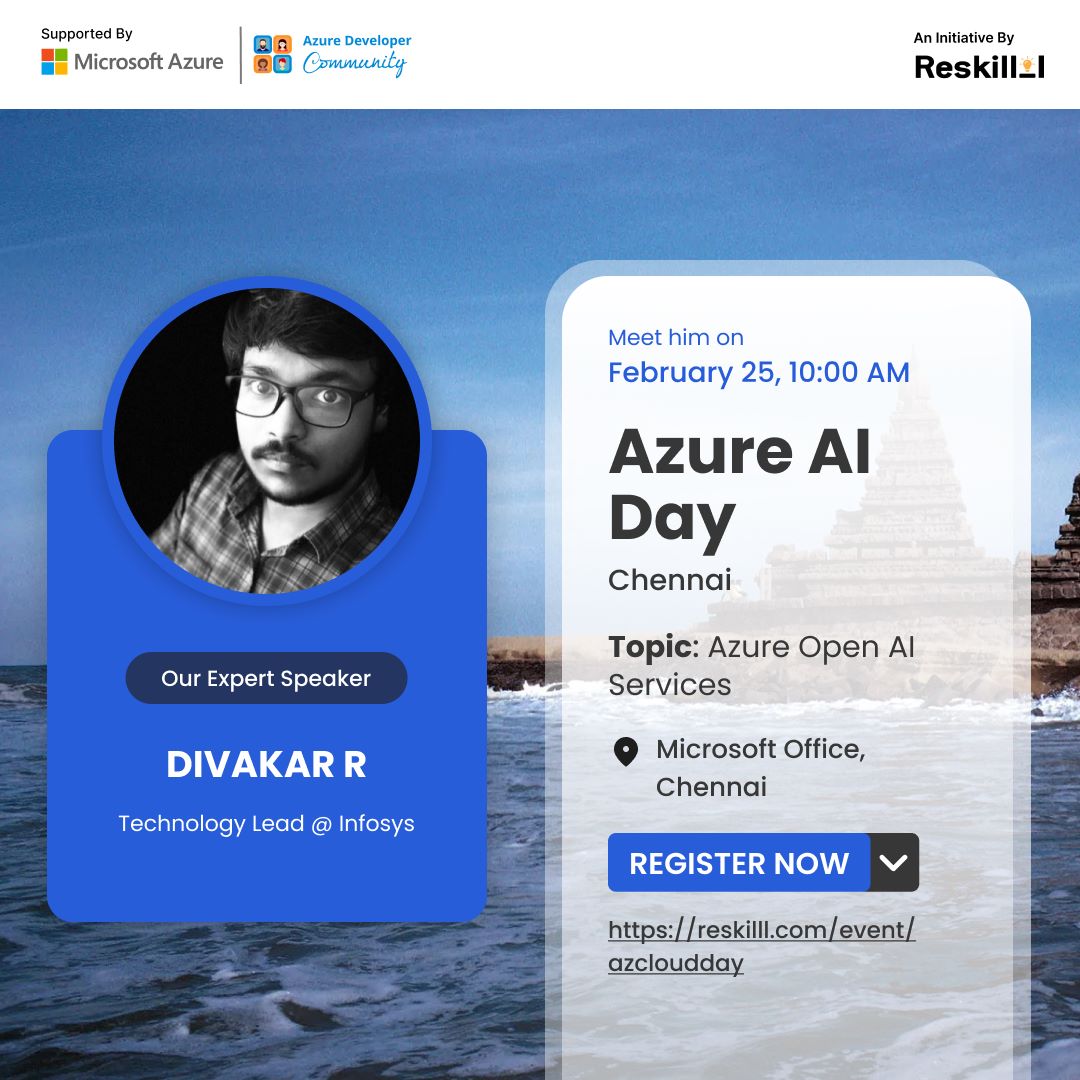 Supported By
Microsoft Azure
Azure Developer
Community
An Initiative By
Reskilll
Our Expert Speaker
DIVAKAR R
Technology Lead @ Infosys
Meet him on
February 25, 10:00 AM
Azure AI
Day
Chennai
Topic: Azure Open AI
Services
Microsoft Office,
Chennai
REGISTER NOW
https://reskilll.com/event/
azcloudday